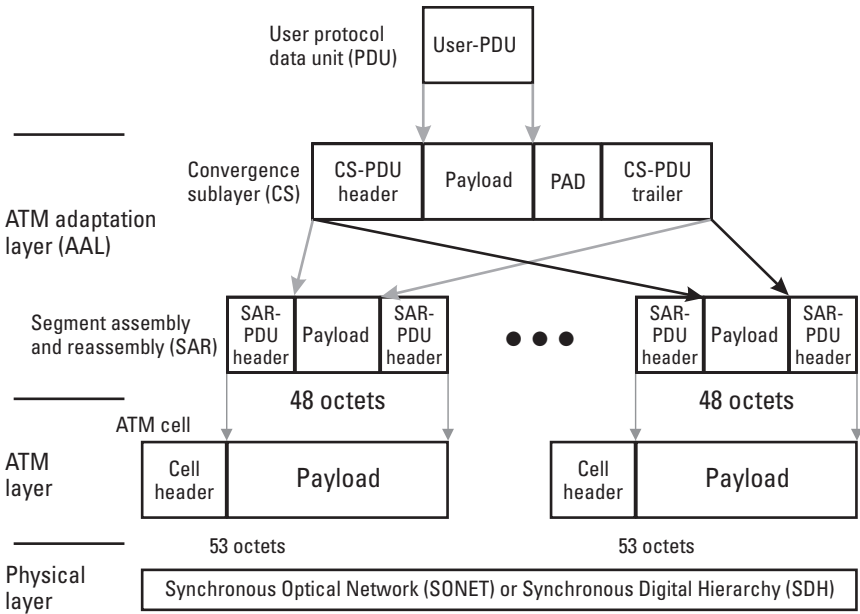 User protocol
data unit (PDU)
User-PDU
Convergence
sublayer (CS)
CS-PDU
header
Payload
PAD
CS-PDU
trailer
ATM adaptation
layer (AAL)
Segment assembly
and reassembly (SAR)
SAR-
PDU
header
Payload
SAR-
PDU
header
SAR-
PDU
header
Payload
SAR-
PDU
header
48 octets
48 octets
ATM cell
ATM
layer
Cell
header
Payload
Cell
header
Payload
53 octets
53 octets
Physical
layer
Synchronous Optical Network (SONET) or Synchronous Digital Hierarchy (SDH)